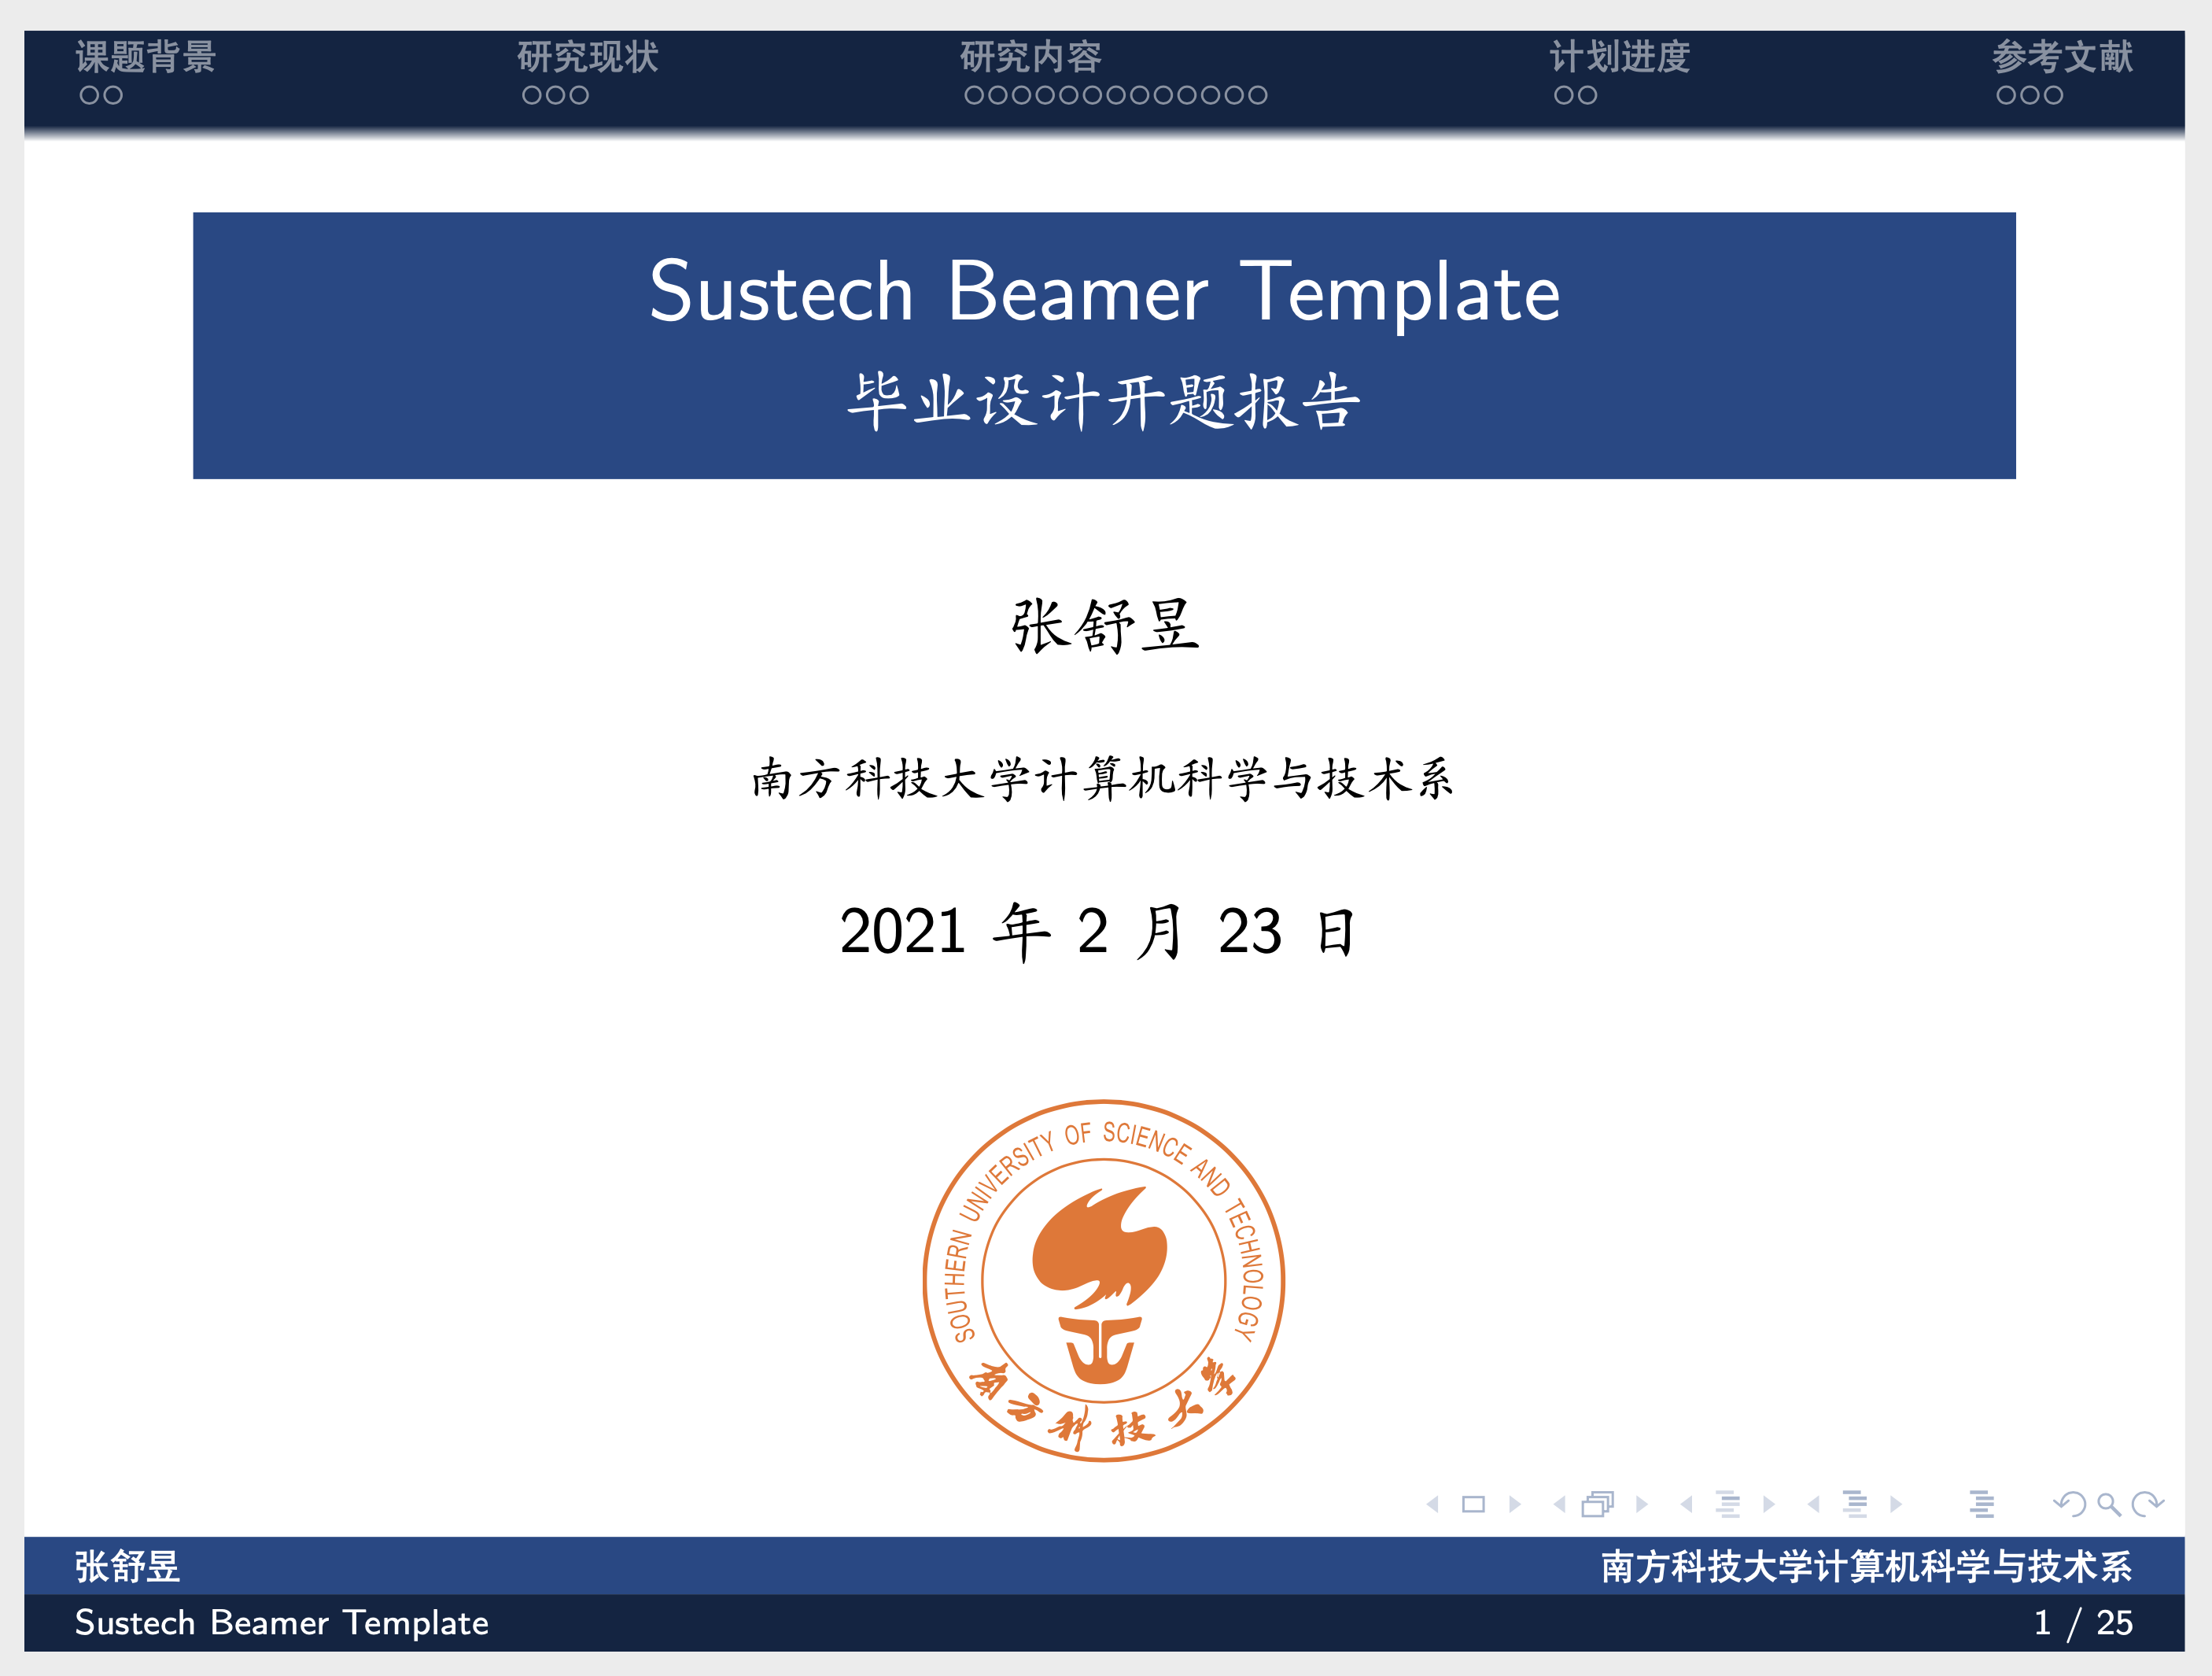 课题背景
研究现状
研究内容
计划进度
参考文献
Sustech Beamer Template
毕业设计开题报告
张舒昱
南方科技大学计算机科学与技术系
2021 年 2 月 23 日
SOUTHERN UNIVERSITY OF SCIENCE AND TECHNOLOGY
南方科技大学
张舒昱
南方科技大学计算机科学与技术系
Sustech Beamer Template
1 / 25